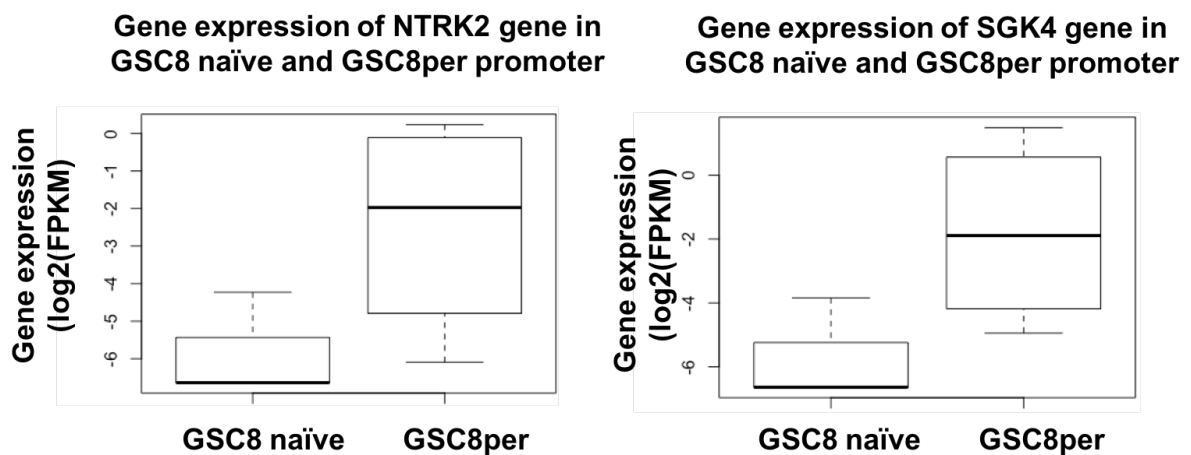 Gene expression of NTRK2 gene in
GSC8 naïve and GSC8per promoter
Gene expression
(log2(FPKM)
0
-1
-2
-3
-4
-5
-6
GSC8 naïve
GSC8per
Gene expression of SGK4 gene in
GSC8 naïve and GSC8per promoter
Gene expression
(log2(FPKM)
0
-2
-4
-6
GSC8 naïve
GSC8per